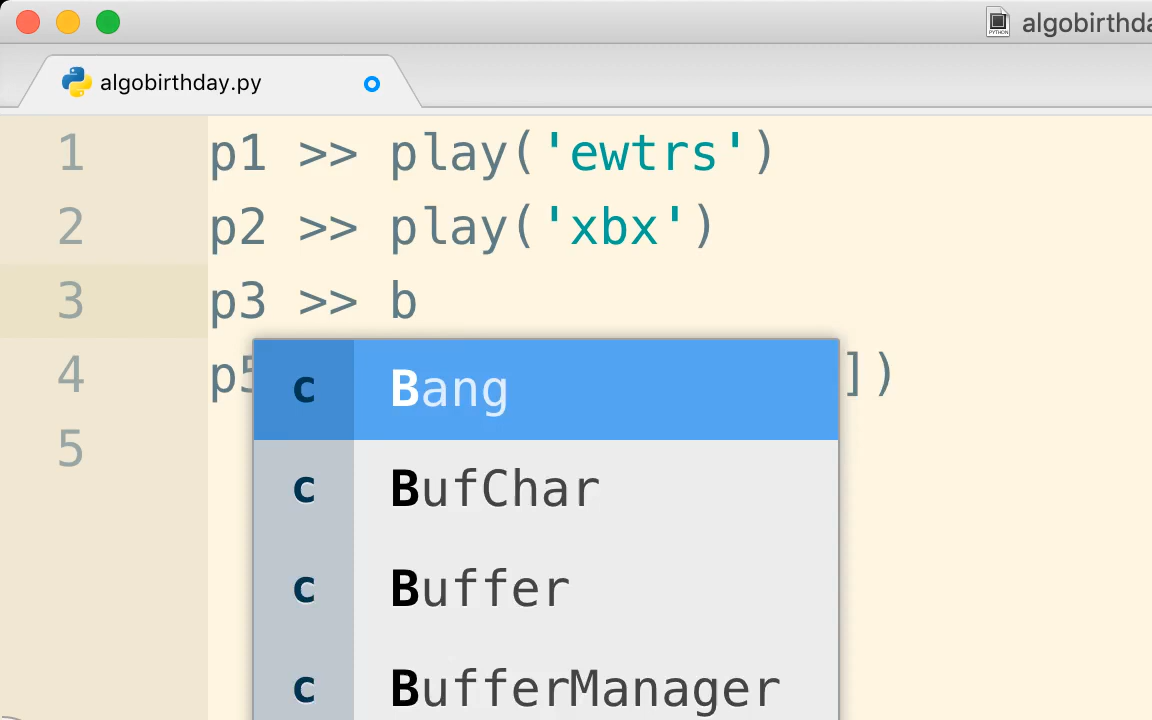 algobirthda
algobirthday.py
1 p1 >> play('ewtrs')
2 p2 >> play('xbx')
3 p3 >> b
4 p5 ])
5
c Bang
c BufChar
c Buffer
c BufferManager